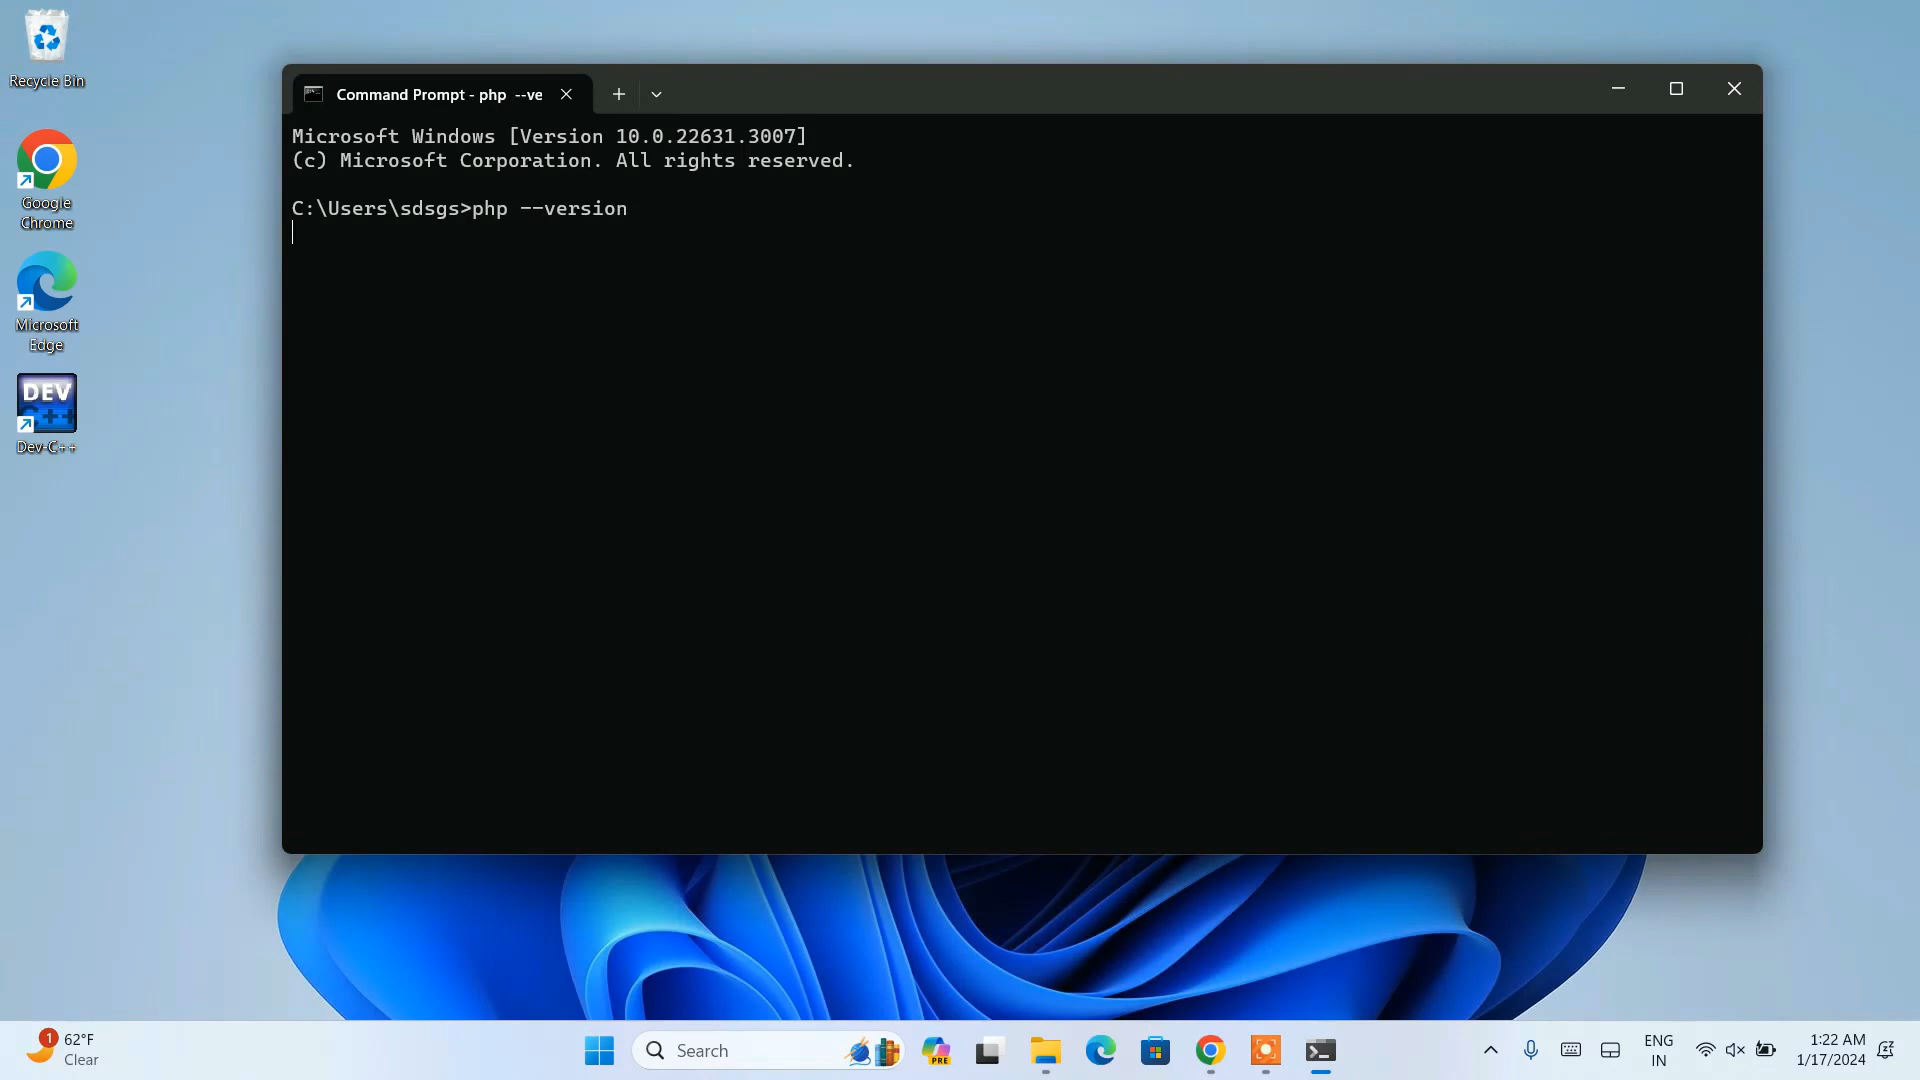 Recycle Bin
Google
Chrome
Microsoft
Edge
DEV
C++
Dev-C++
Command Prompt - php --ve
Microsoft Windows [Version 10.0.22631.3007]
(c) Microsoft Corporation. All rights reserved.
C:\Users\sdsgs>php --version
1
62°F
Clear
Search
PRE
ENG
IN
1:22 AM
1/17/2024